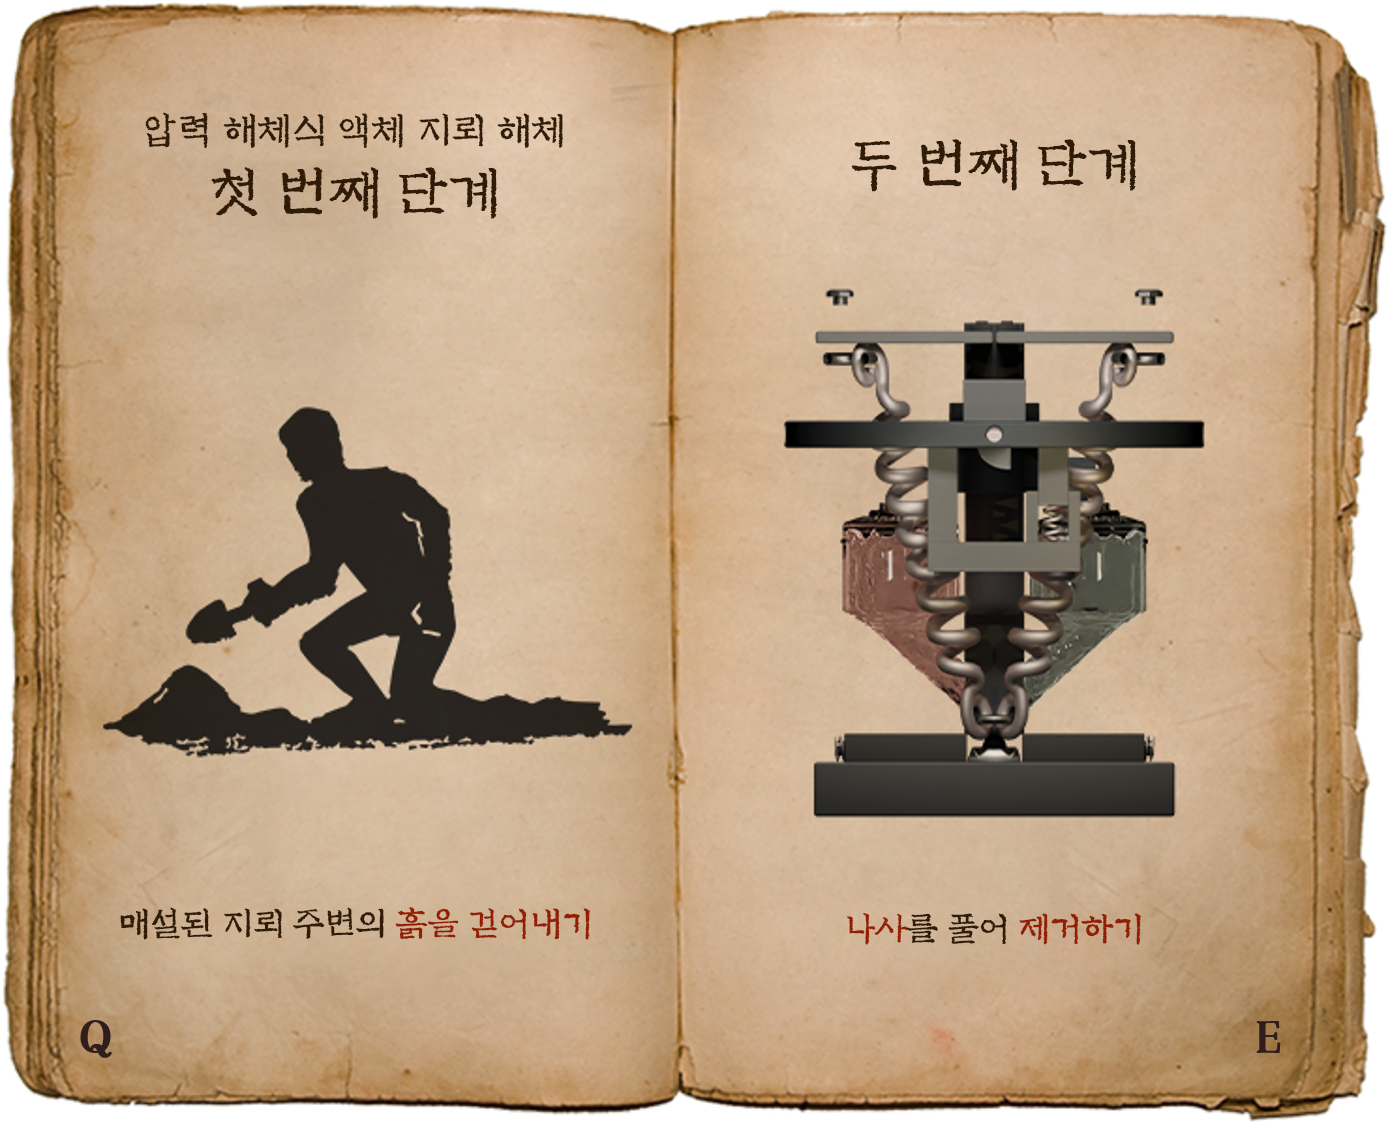 압력 해체식 액체 지뢰 해체
첫 번째 단계
매설된 지뢰 주변의 흙을 걷어내기
Q
두 번째 단계
나사를 풀어 제거하기
E